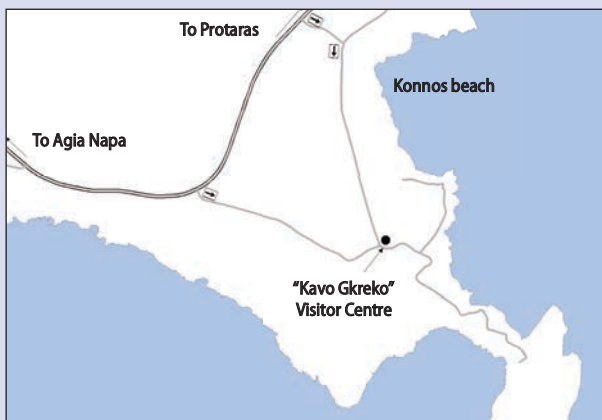 To Protaras
Konnos beach
To Agia Napa
“Kavo Gkreko”
Visitor Centre